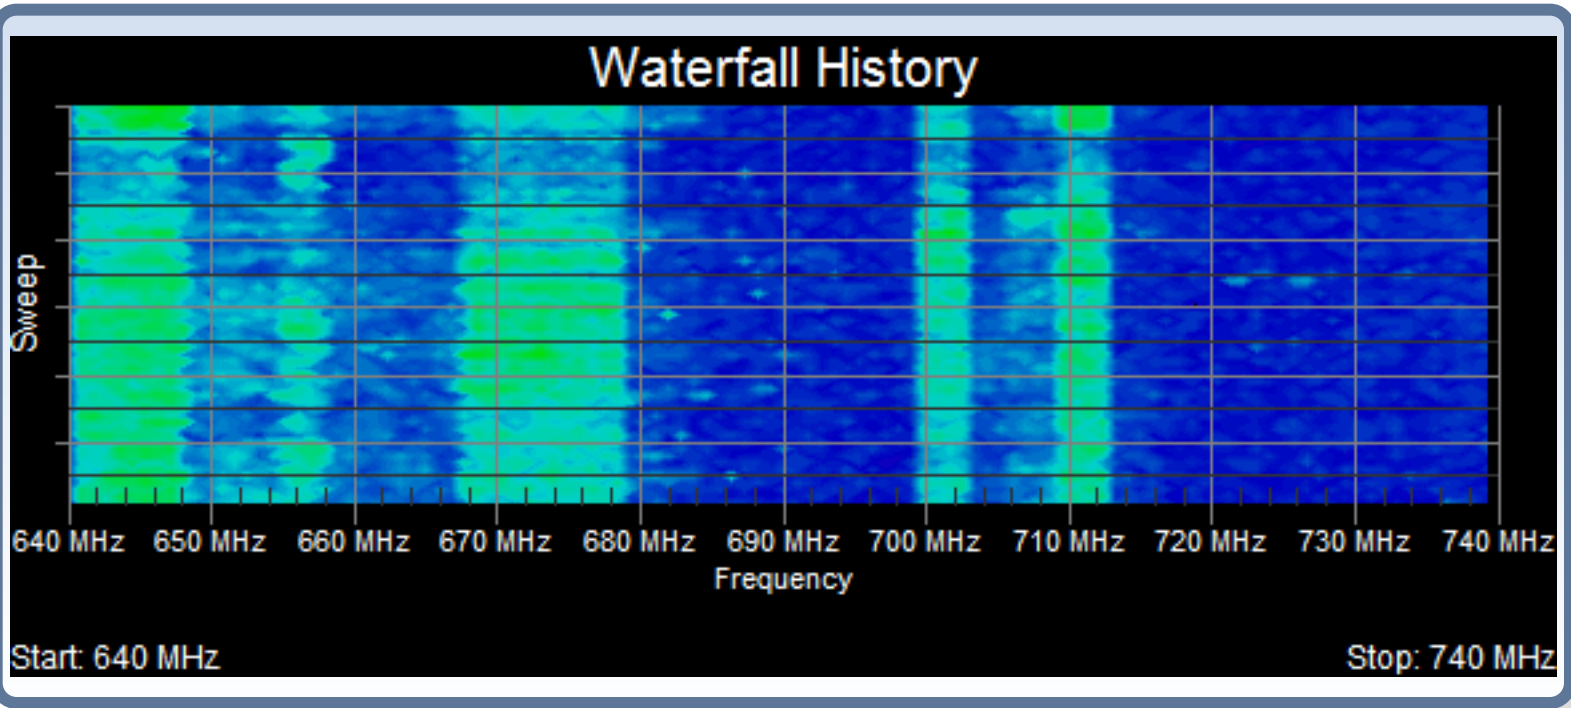 Waterfall History
Sweep
640 MHz 650 MHz 660 MHz 670 MHz 680 MHz 690 MHz 700 MHz 710 MHz 720 MHz 730 MHz 740 MHz
Frequency
Start: 640 MHz Stop: 740 MHz